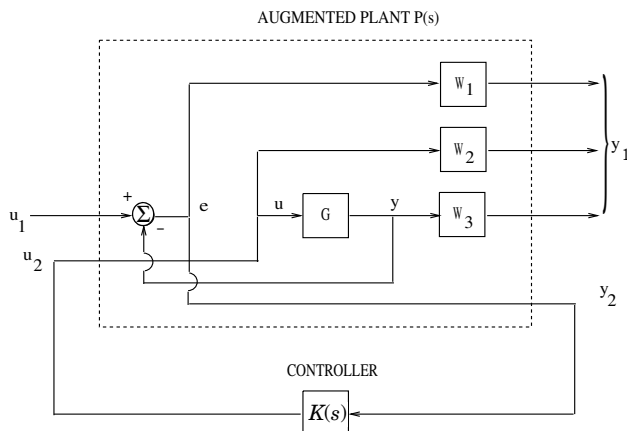 AUGMENTED PLANT P(s)
W1
W2
y1
+
Σ
e
u
G
y
W3
u1
−
u2
y2
CONTROLLER
K(s)